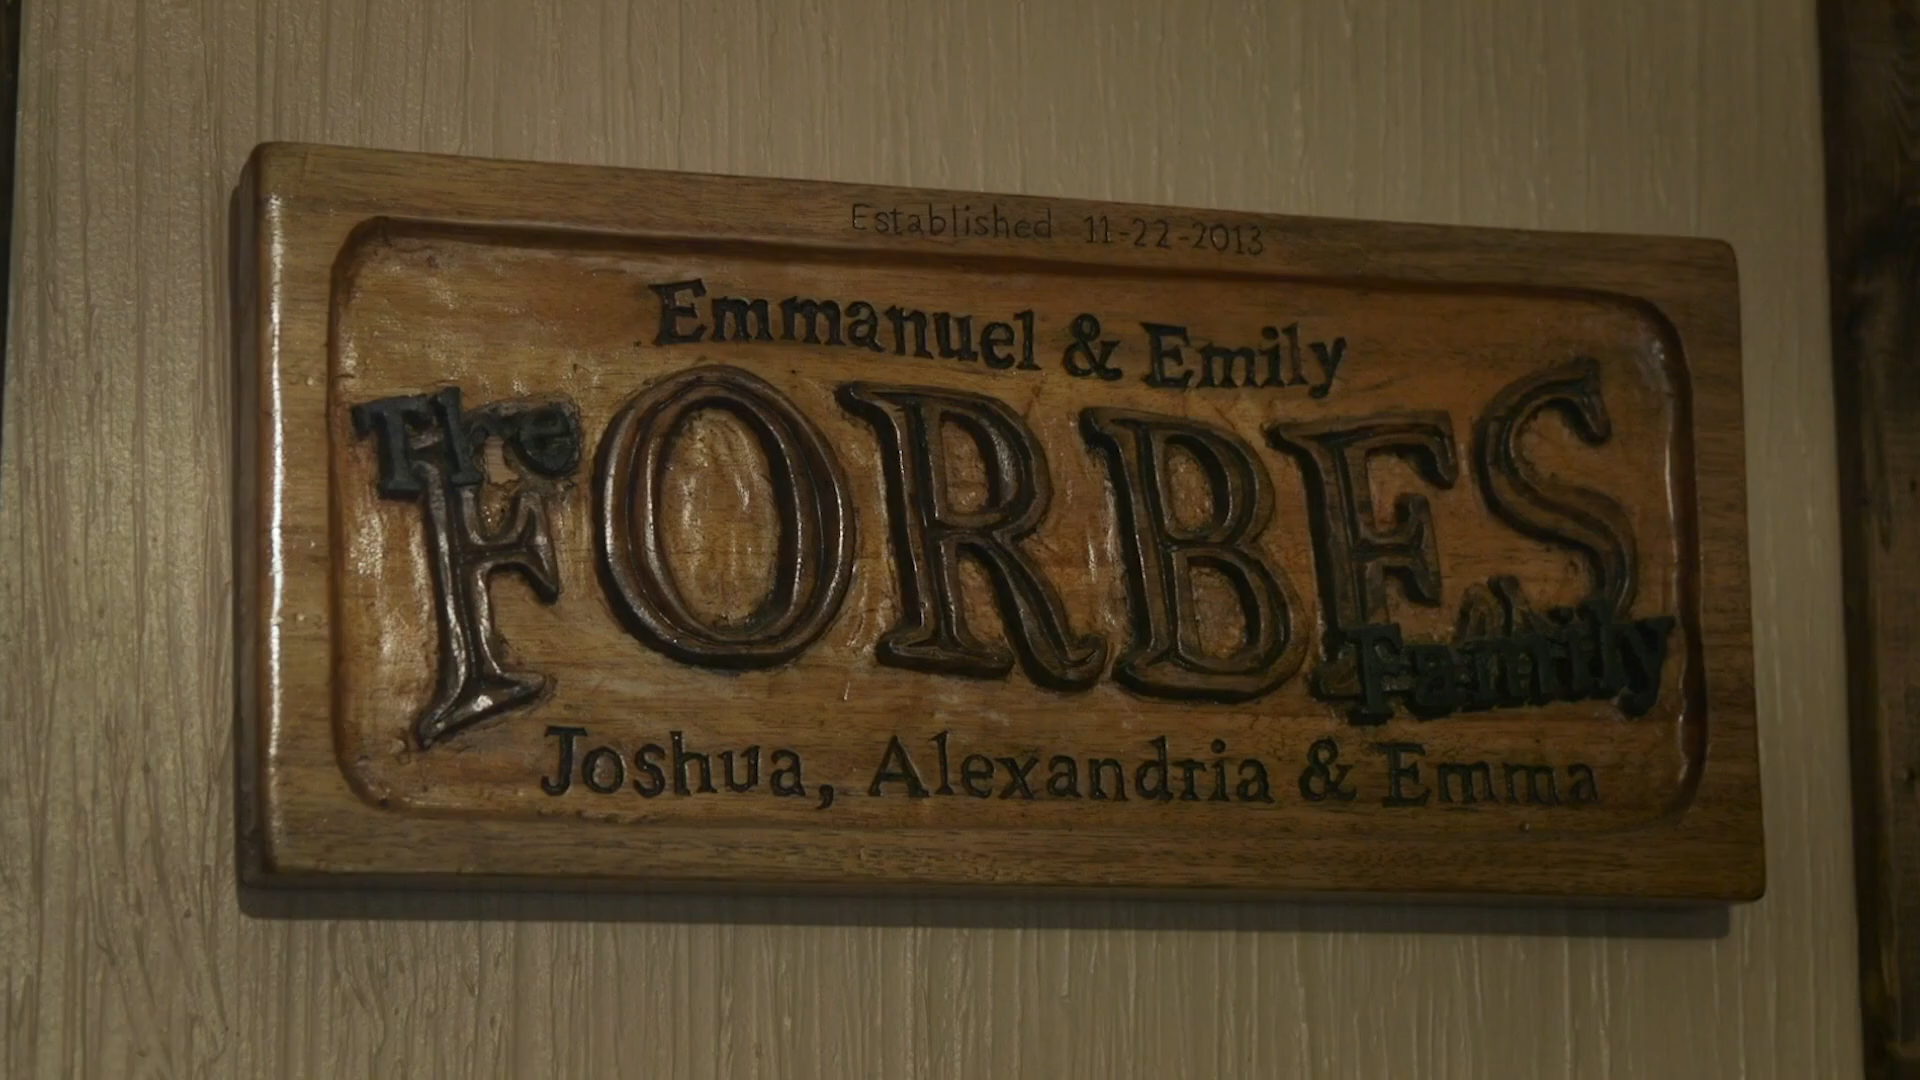 Established 11-22-2013
Emmanuel & Emily
The
FORBES
Family
Joshua, Alexandria & Emma